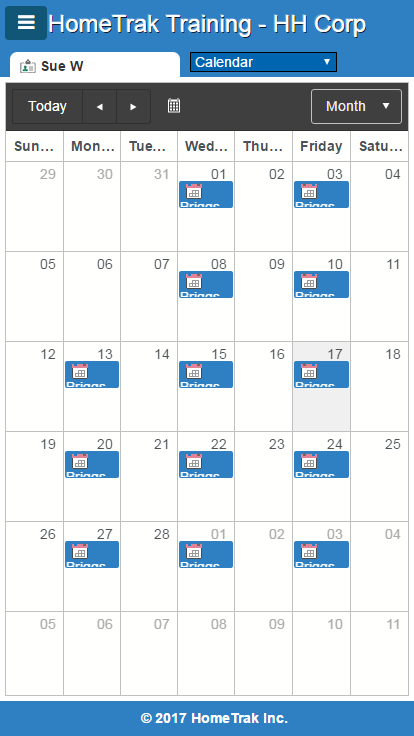 HomeTrak Training - HH Corp
Sue W
Calendar
Today
Month
Sun... Mon... Tue... Wed... Thu... Friday Satu...
29 30 31 01 02 03 04
Briggs Briggs
05 06 07 08 09 10 11
Briggs Briggs
12 13 14 15 16 17 18
Briggs Briggs Briggs
19 20 21 22 23 24 25
Briggs Briggs Briggs
26 27 28 01 02 03 04
Briggs Briggs Briggs
05 06 07 08 09 10 11
© 2017 HomeTrak Inc.